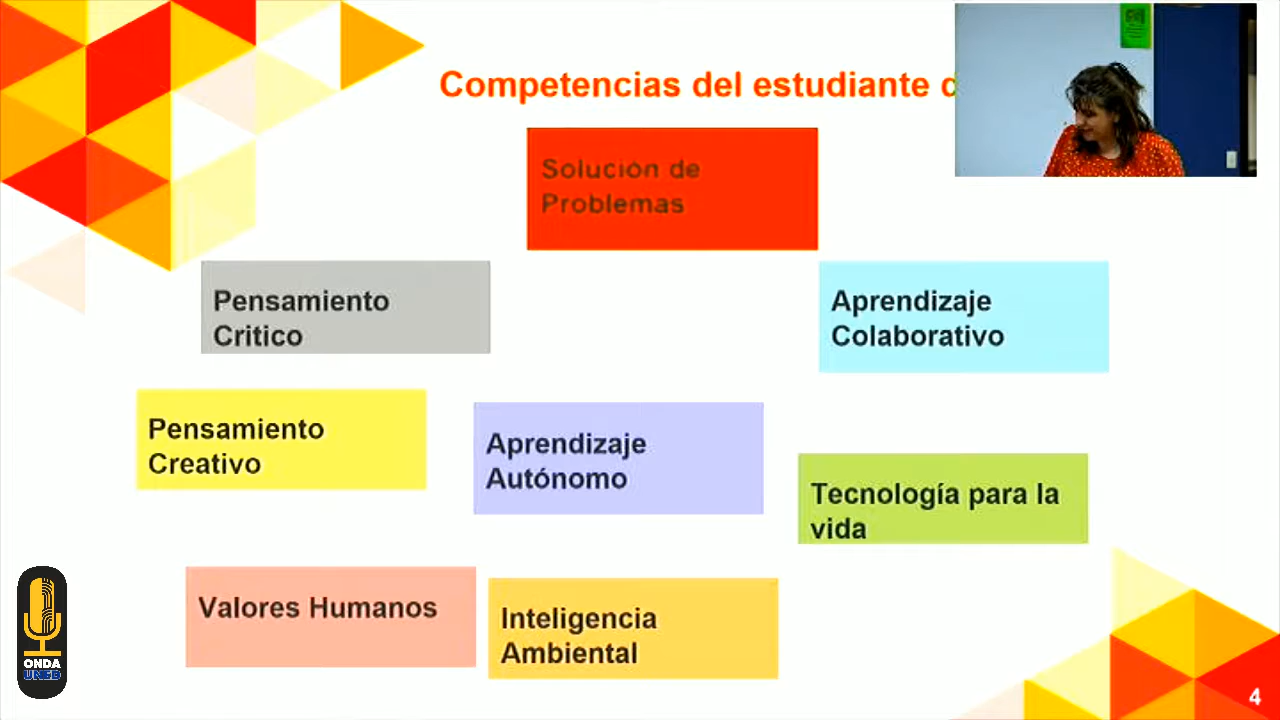 Competencias del estudiante d
Solución de
Problemas
Pensamiento
Critico
Aprendizaje
Colaborativo
Pensamiento
Creativo
Aprendizaje
Autónomo
Tecnología para la
vida
Valores Humanos
Inteligencia
Ambiental
ONDA
UNED
4